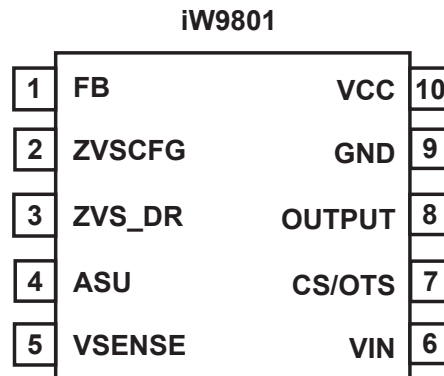 iW9801
1 FB VCC 10
2 ZVSCFG GND 9
3 ZVS_DR OUTPUT 8
4 ASU CS/OTS 7
5 VSENSE VIN 6